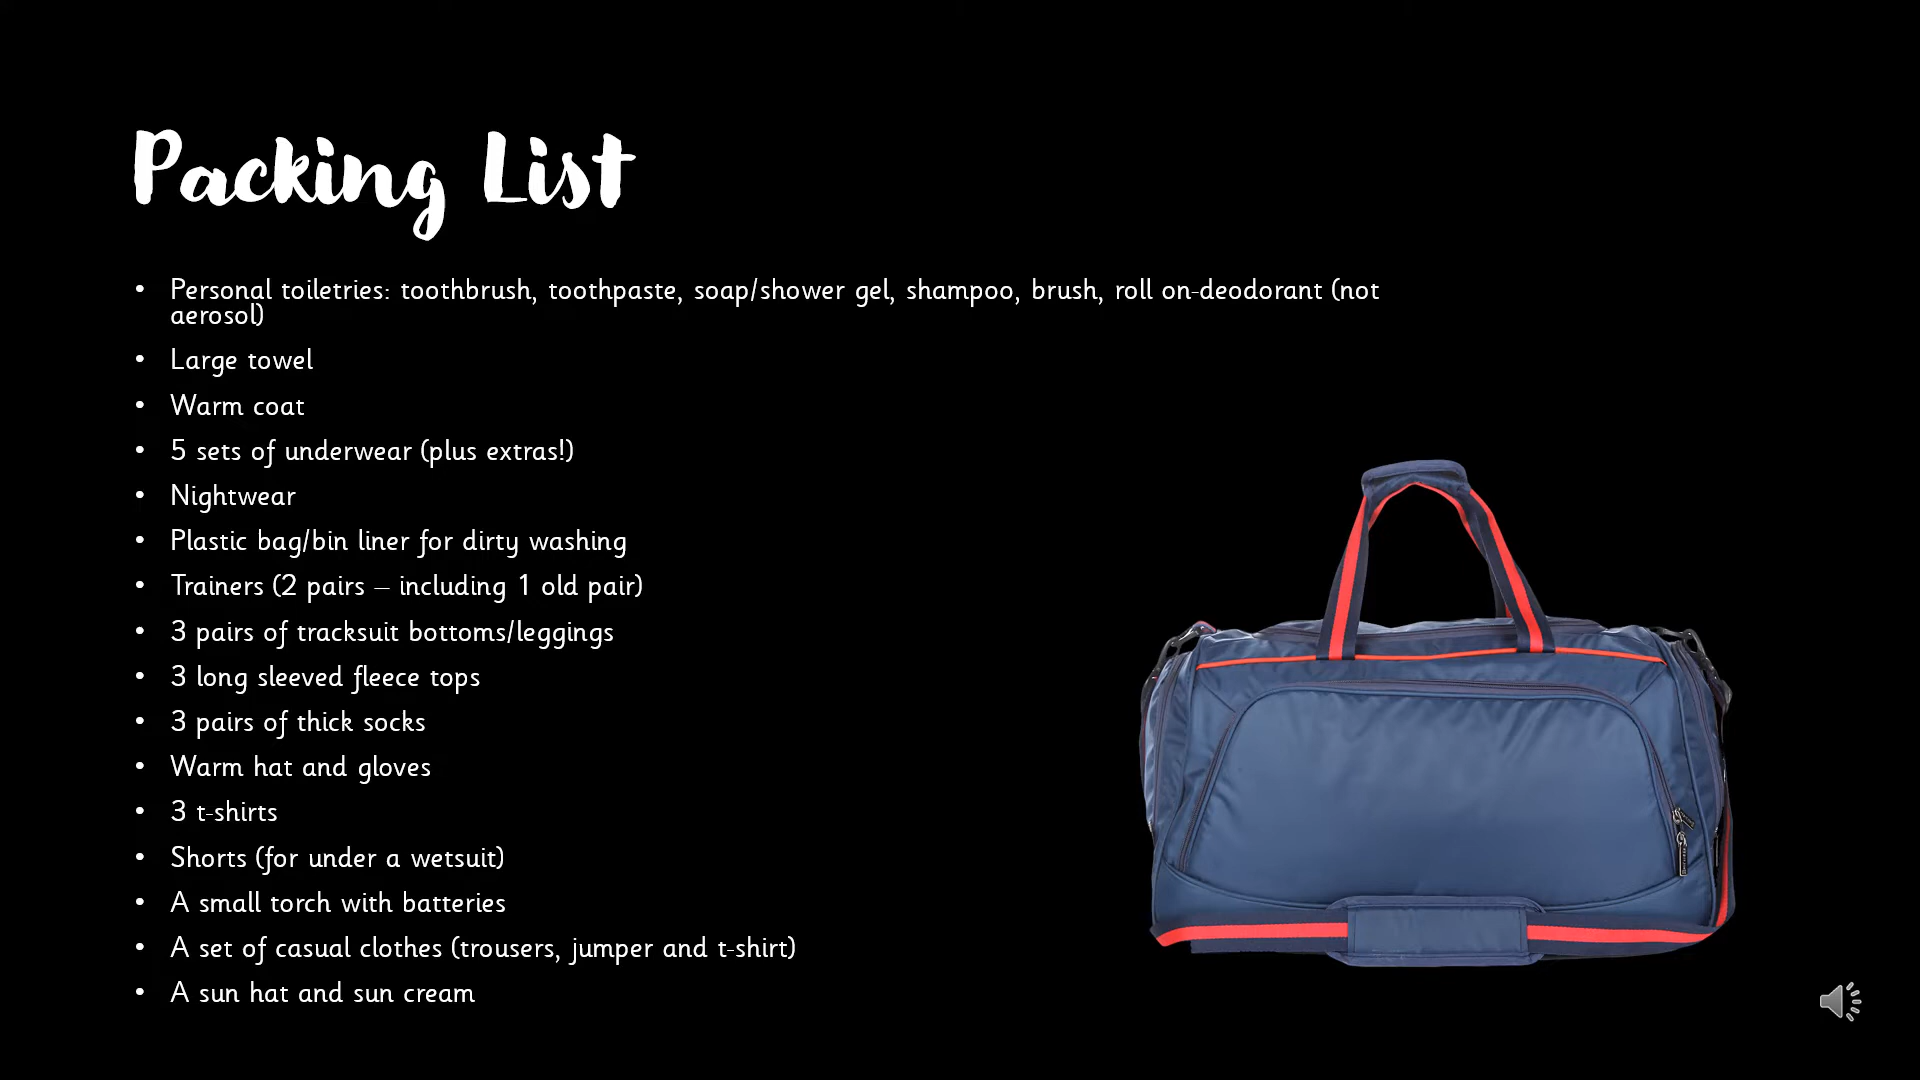 Packing List
• Personal toiletries: toothbrush, toothpaste, soap/shower gel, shampoo, brush, roll on-deodorant (not
aerosol)
• Large towel
• Warm coat
• 5 sets of underwear (plus extras!)
• Nightwear
• Plastic bag/bin liner for dirty washing
• Trainers (2 pairs – including 1 old pair)
• 3 pairs of tracksuit bottoms/leggings
• 3 long sleeved fleece tops
• 3 pairs of thick socks
• Warm hat and gloves
• 3 t-shirts
• Shorts (for under a wetsuit)
• A small torch with batteries
• A set of casual clothes (trousers, jumper and t-shirt)
• A sun hat and sun cream